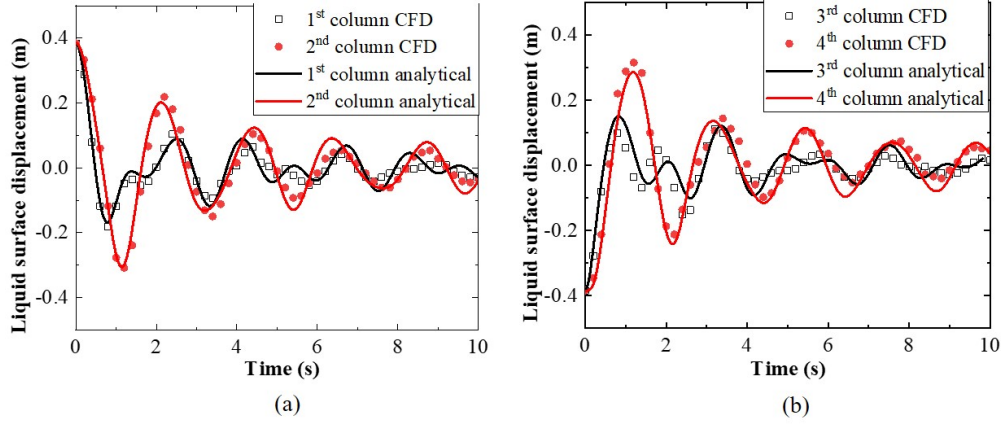 1st column CFD
2nd column CFD
1st column analytical
2nd column analytical
Liquid surface displacement (m)
0.4
0.2
0.0
-0.2
-0.4
0 2 4 6 8 10
Time (s)
(a)
3rd column CFD
4th column CFD
3rd column analytical
4th column analytical
Liquid surface displacement (m)
0.4
0.2
0.0
-0.2
-0.4
0 2 4 6 8 10
Time (s)
(b)